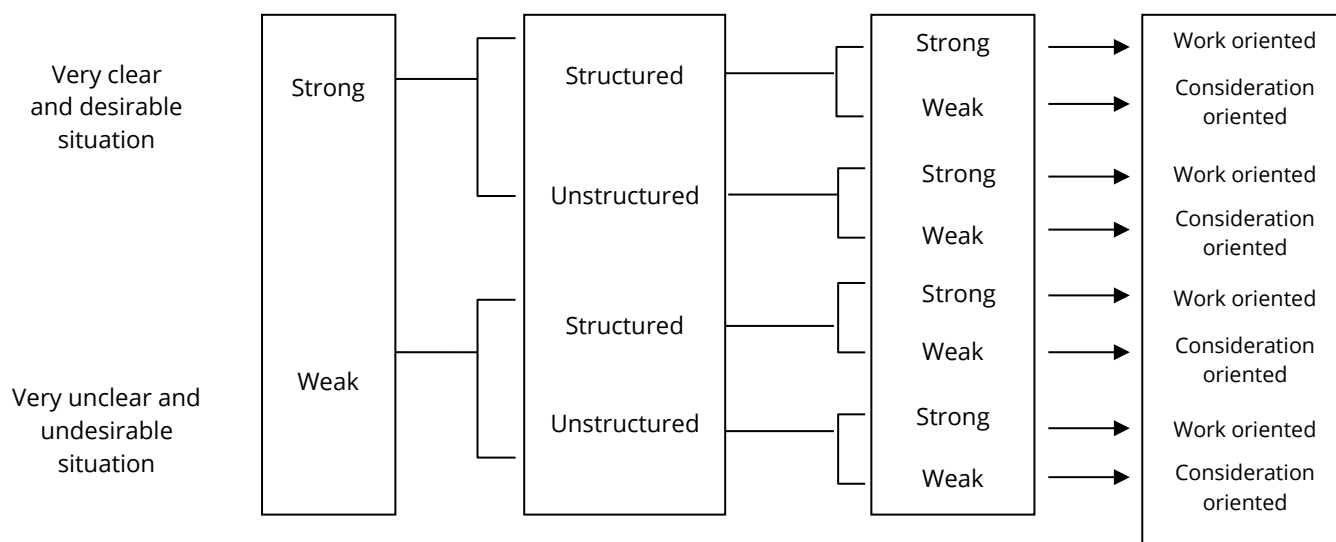 Very clear
and desirable
situation
Very unclear and
undesirable
situation
Strong
Weak
Structured
Unstructured
Structured
Unstructured
Strong
Weak
Strong
Weak
Strong
Weak
Strong
Weak
Work oriented
Consideration
oriented
Work oriented
Consideration
oriented
Work oriented
Consideration
oriented
Work oriented
Consideration
oriented